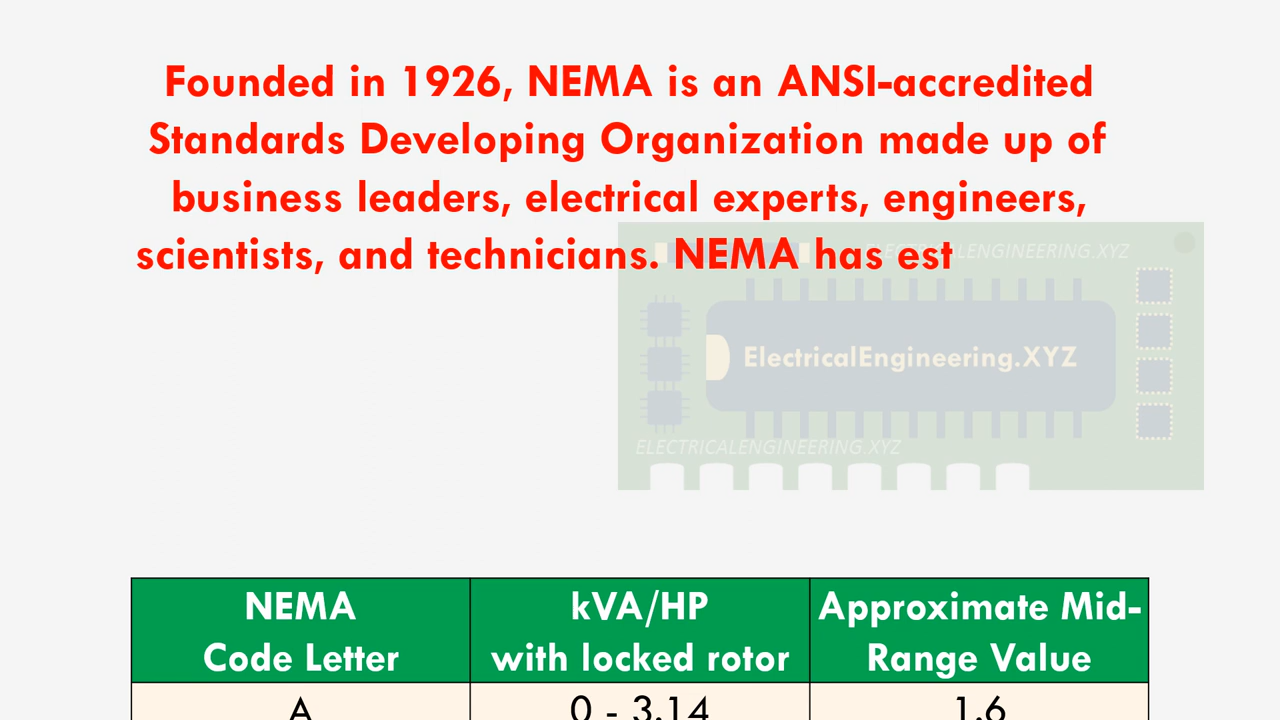 Founded in 1926, NEMA is an ANSI-accredited
Standards Developing Organization made up of
business leaders, electrical experts, engineers,
scientists, and technicians. NEMA has est
ELECTRICALENGINEERING.XYZ
ElectricalEngineering.XYZ
ELECTRICALENGINEERING.XYZ
NEMA
Code Letter
kVA/HP
with locked rotor
Approximate Mid-
Range Value
A
0 - 3.14
1.6